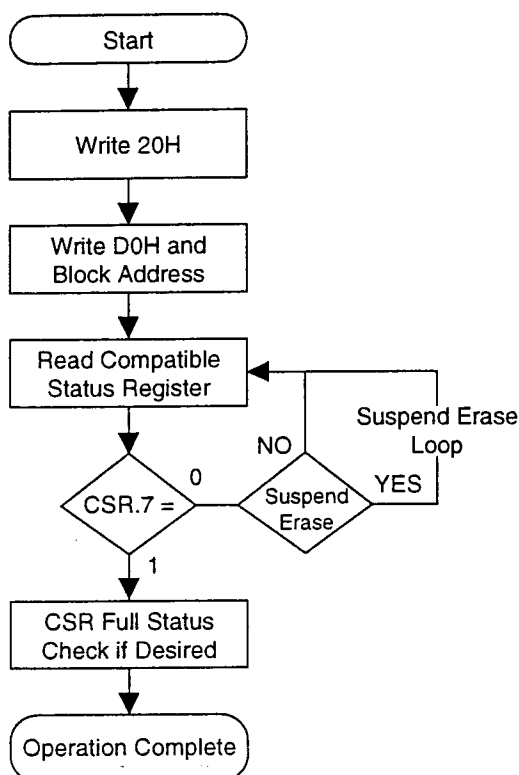 Start
Write 20H
Write D0H and
Block Address
Read Compatible
Status Register
CSR.7 =
0
1
NO
Suspend
Erase
YES
Suspend Erase
Loop
CSR Full Status
Check if Desired
Operation Complete